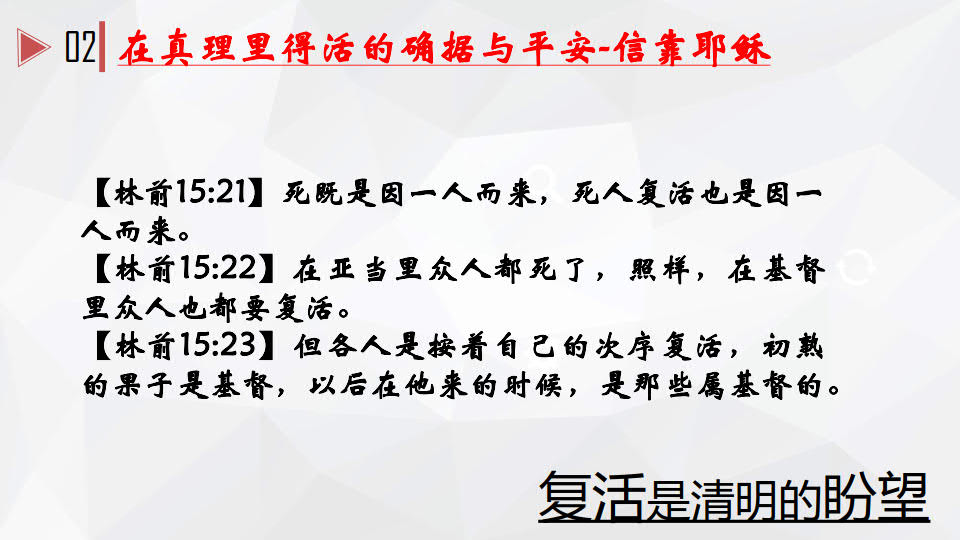 02 在真理里得活的确据与平安-信靠耶稣
【林前15:21】死既是因一人而来，死人复活也是因一
人而来。
【林前15:22】在亚当里众人都死了，照样，在基督
里众人也都要复活。
【林前15:23】但各人是按着自己的次序复活，初熟
的果子是基督，以后在他来的时候，是那些属基督的。
复活是清明的盼望